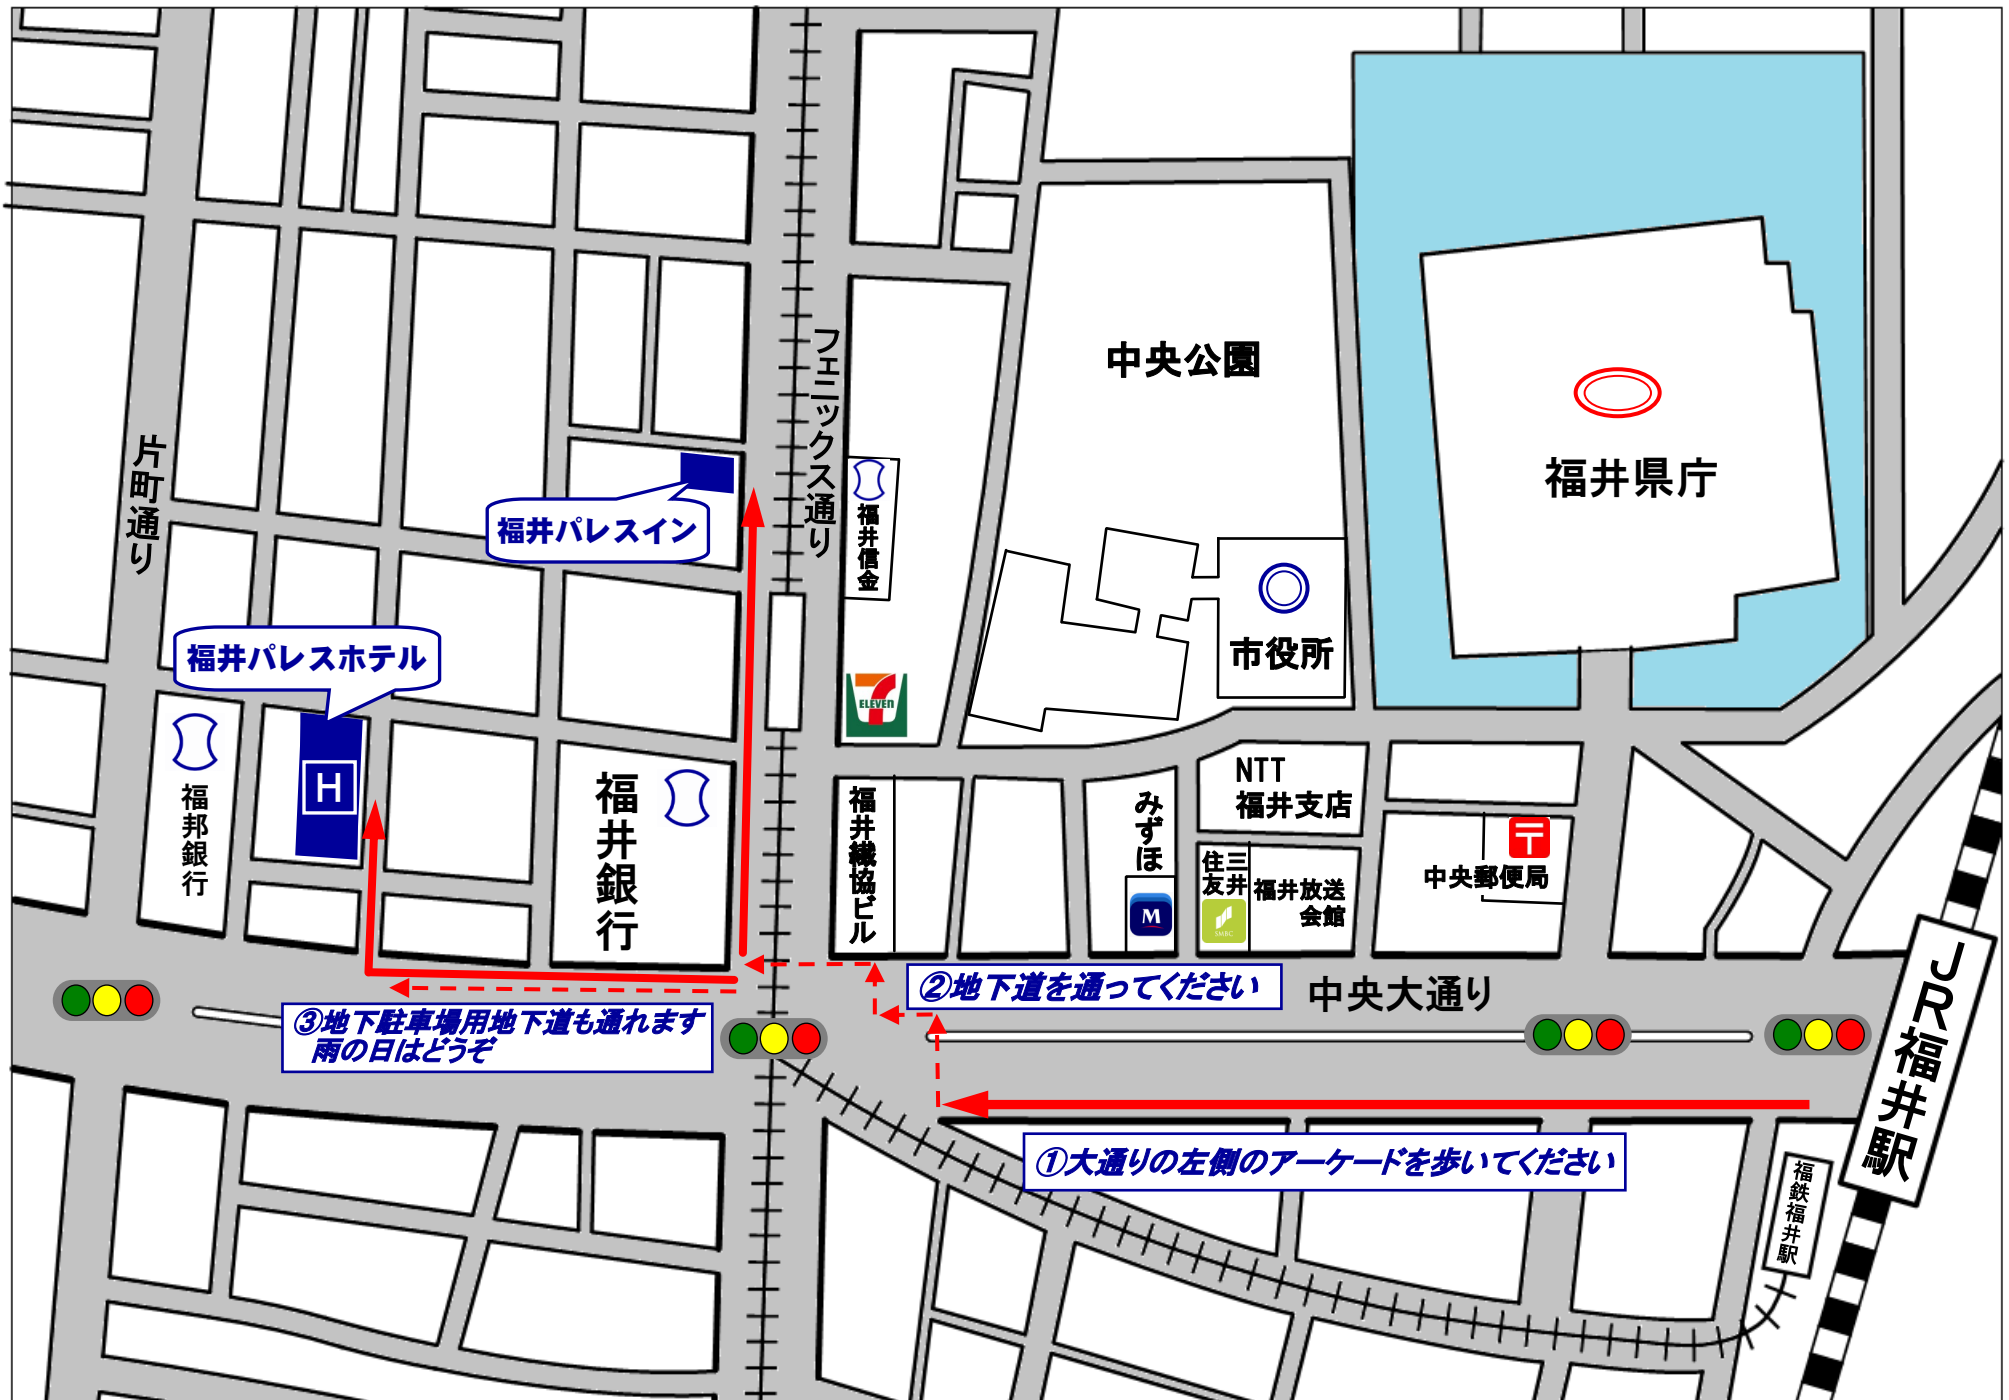 中央公園
福井県庁
フェニックス通り
片町通り
福井パレスイン
福井信金
市役所
福井パレスホテル
7
ELEVEN
H
福邦銀行
福井銀行
福井繊協ビル
みずほ
M
NTT
福井支店
三井
住友
SMBC
福井放送
会館
中央郵便局
②地下道を通ってください
中央大通り
③地下駐車場用地下道も通れます
雨の日はどうぞ
JR福井駅
①大通りの左側のアーケードを歩いてください
福鉄福井駅